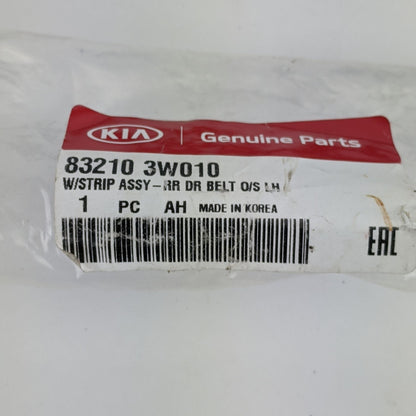 KIA Genuine Parts
83210 3W010
W/STRIP ASSY-RR DR BELT O/S LH
1 PC AH MADE IN KOREA
EAC